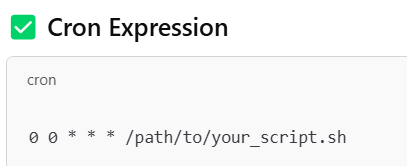 ✅ Cron Expression
cron
0 0 * * * /path/to/your_script.sh